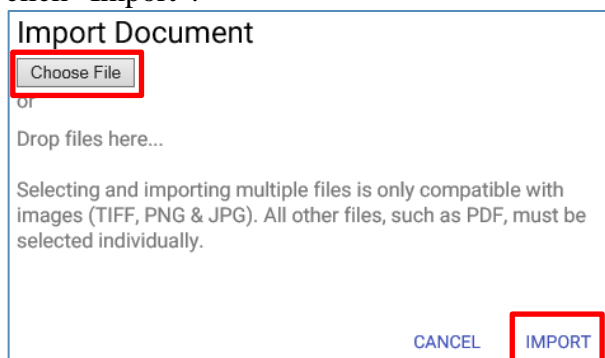 Import Document
Choose File
or
Drop files here...
Selecting and importing multiple files is only compatible with
images (TIFF, PNG & JPG). All other files, such as PDF, must be
selected individually.
CANCEL IMPORT